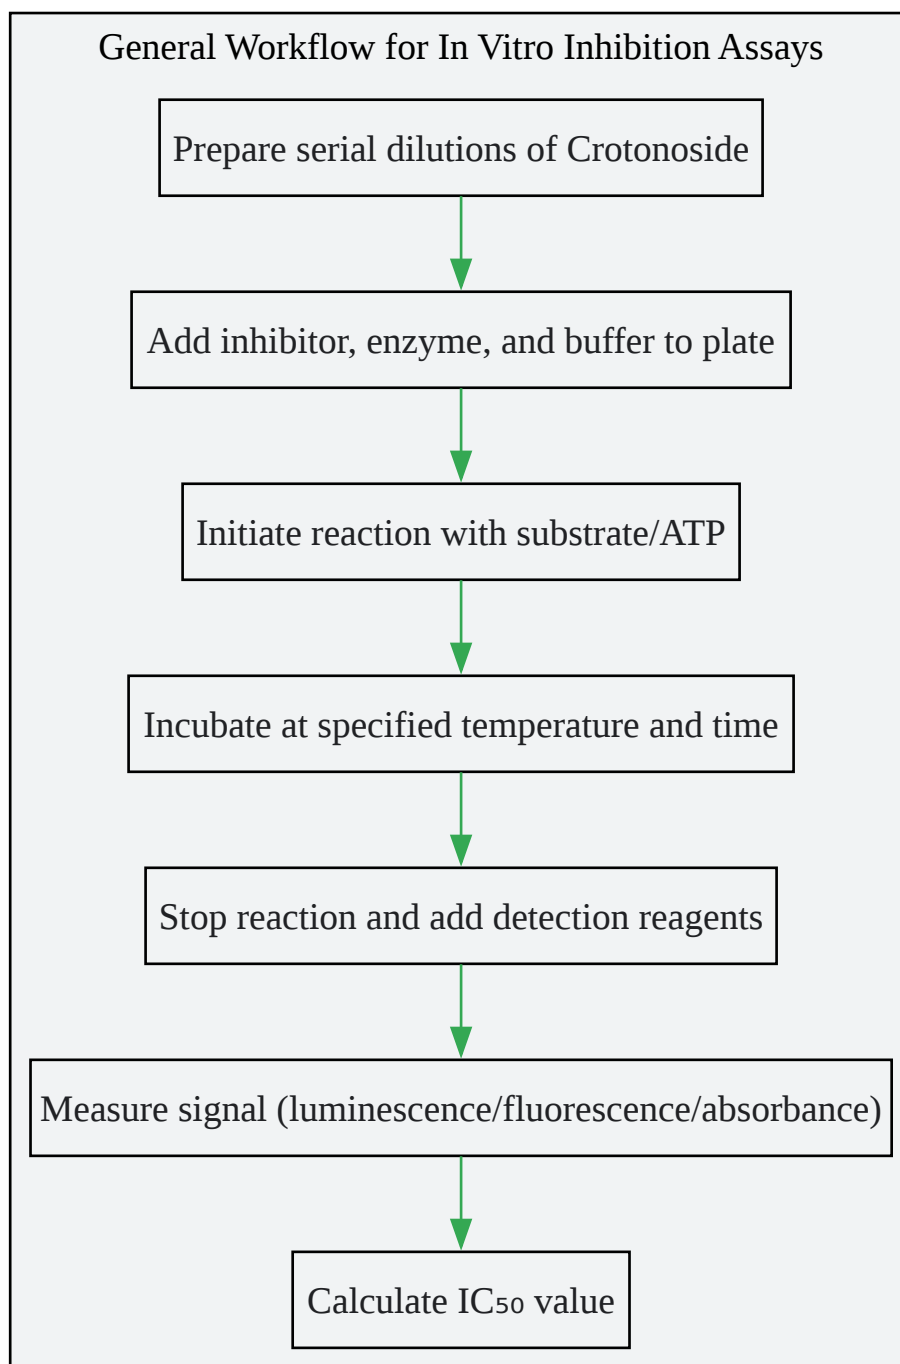 General Workflow for In Vitro Inhibition Assays
Prepare serial dilutions of Crotonoside
Add inhibitor, enzyme, and buffer to plate
Initiate reaction with substrate/ATP
Incubate at specified temperature and time
Stop reaction and add detection reagents
Measure signal (luminescence/fluorescence/absorbance)
Calculate IC₅₀ value